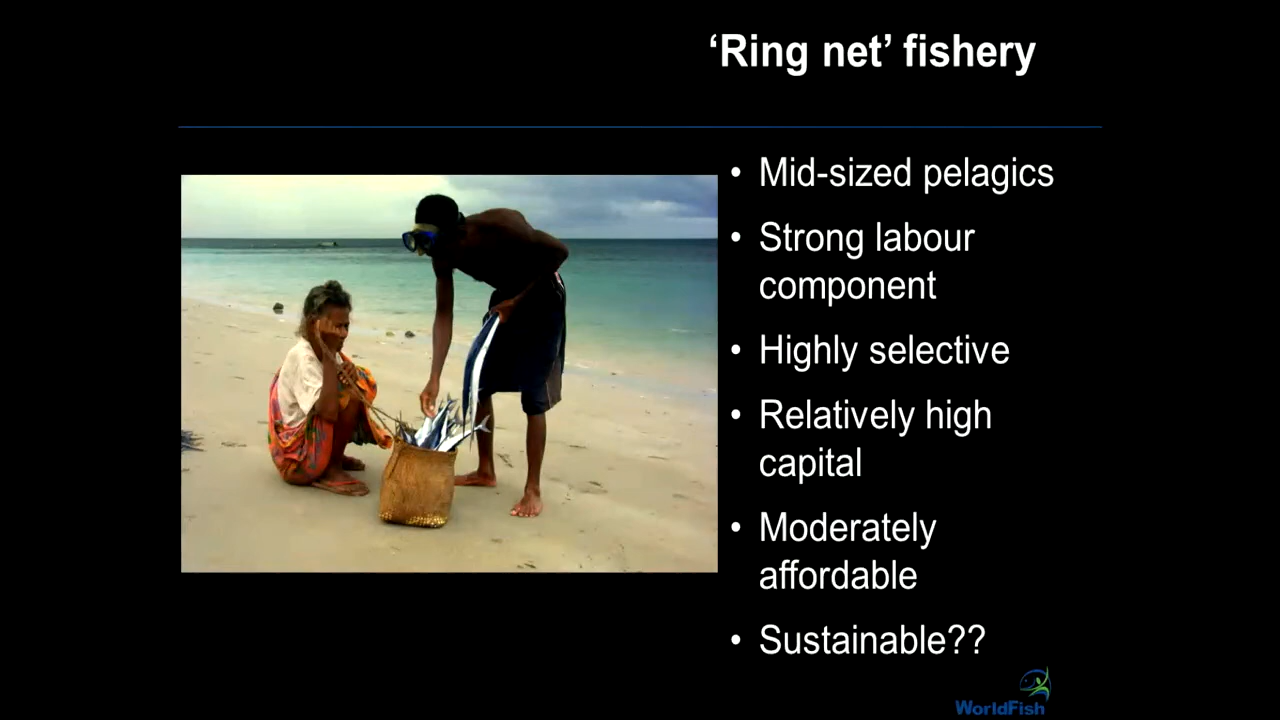 ‘Ring net’ fishery
• Mid-sized pelagics
• Strong labour
component
• Highly selective
• Relatively high
capital
• Moderately
affordable
• Sustainable??
WorldFish